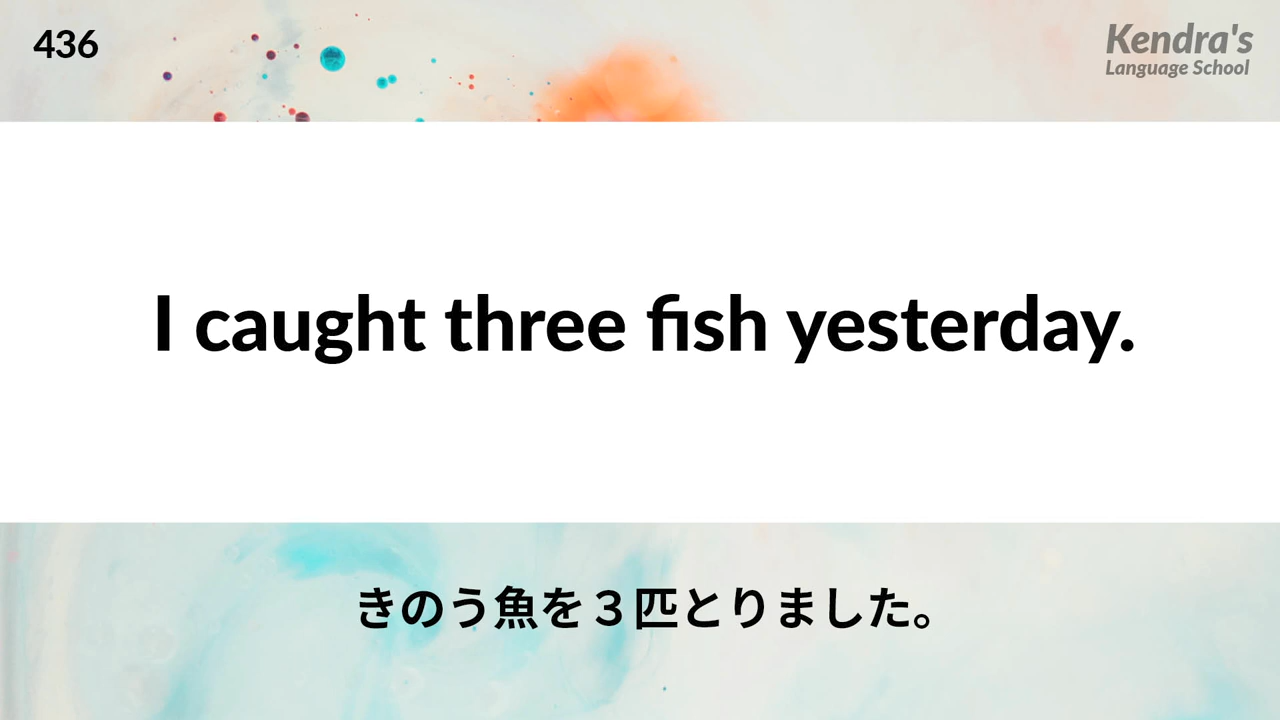 436
Kendra's
Language School
I caught three fish yesterday.
きのう魚を３匹とりました。